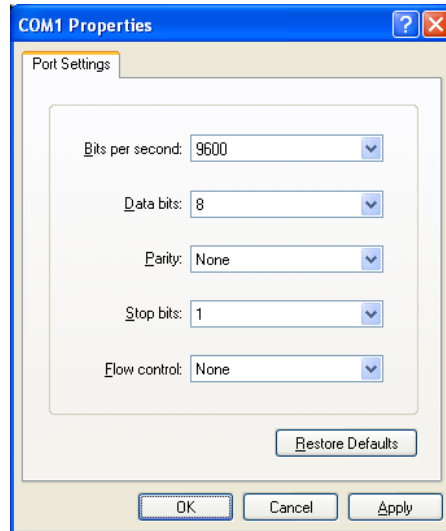 COM1 Properties
Port Settings
Bits per second: 9600
Data bits: 8
Parity: None
Stop bits: 1
Flow control: None
Restore Defaults
OK Cancel Apply